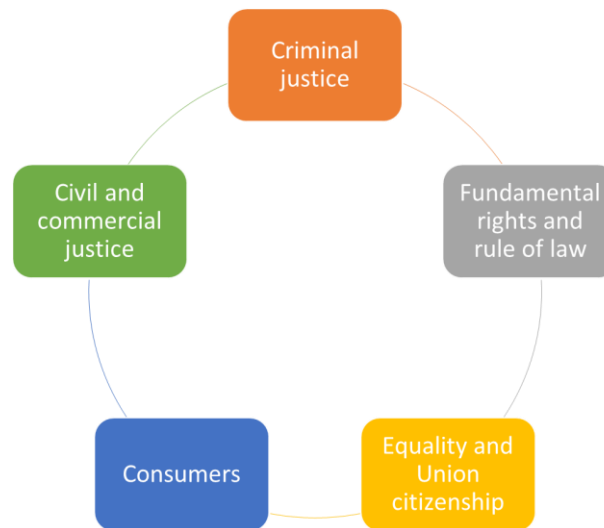 Criminal
justice
Fundamental
rights and
rule of law
Equality and
Union
citizenship
Consumers
Civil and
commercial
justice